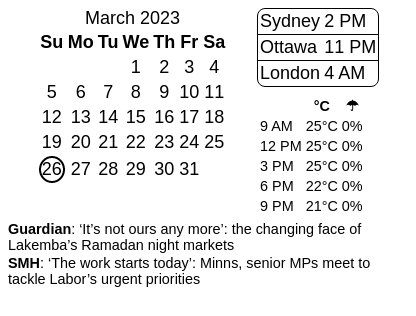 March 2023
Su Mo Tu We Th Fr Sa
1 2 3 4
5 6 7 8 9 10 11
12 13 14 15 16 17 18
19 20 21 22 23 24 25
26 27 28 29 30 31
Sydney 2 PM
Ottawa 11 PM
London 4 AM
°C ☂
9 AM 25°C 0%
12 PM 25°C 0%
3 PM 25°C 0%
6 PM 22°C 0%
9 PM 21°C 0%
Guardian: ‘It’s not ours any more’: the changing face of
Lakemba’s Ramadan night markets
SMH: ‘The work starts today’: Minns, senior MPs meet to
tackle Labor’s urgent priorities